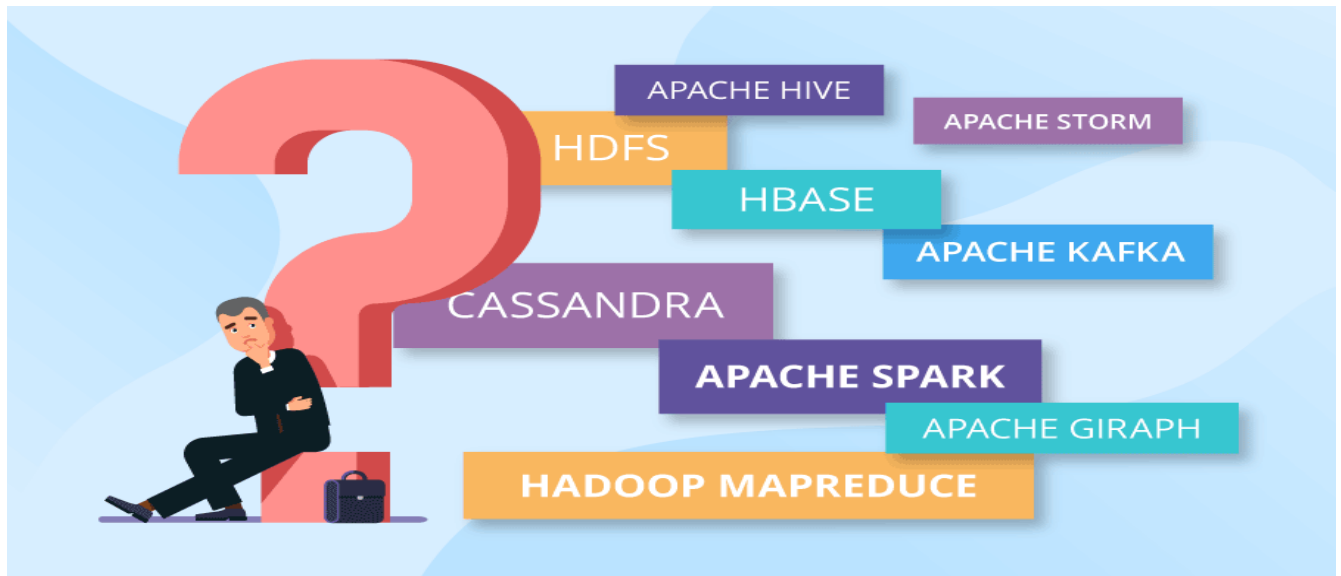 APACHE HIVE
APACHE STORM
HDFS
HBASE
APACHE KAFKA
CASSANDRA
APACHE SPARK
APACHE GIRAPH
HADOOP MAPREDUCE